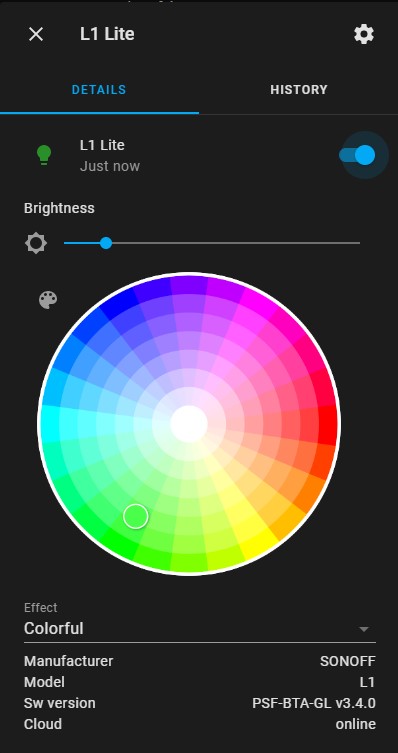 L1 Lite
DETAILS HISTORY
L1 Lite
Just now
Brightness
Effect
Colorful
Manufacturer SONOFF
Model L1
Sw version PSF-BTA-GL v3.4.0
Cloud online